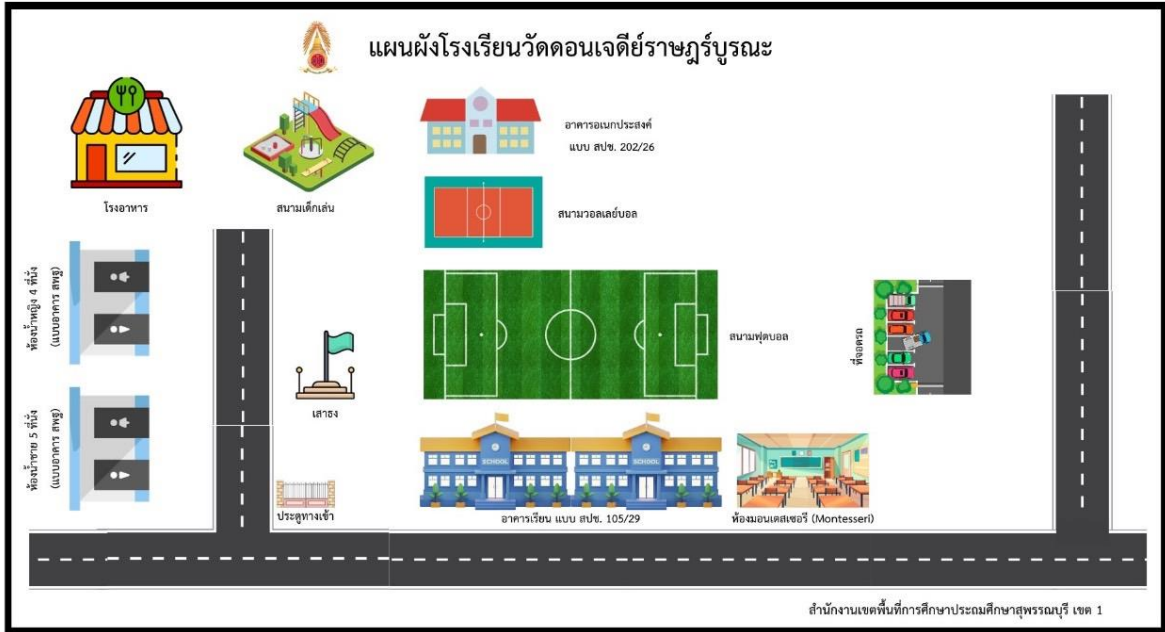 แผนผังโรงเรียนวัดดอนเจดีย์ราษฎร์บูรณะ
โรงอาหาร
สนามเด็กเล่น
อาคารอเนกประสงค์
แบบ สปช. 202/26
สนามวอลเลย์บอล
ห้องน้ำหญิง 4 ที่นั่ง
(แบบอาคาร สพฐ)
สนามฟุตบอล
ที่จอดรถ
เสาธง
ห้องน้ำชาย 5 ที่นั่ง
(แบบอาคาร สพฐ)
SCHOOL
SCHOOL
ประตูทางเข้า
อาคารเรียน แบบ สปช. 105/29
ห้องมอนเตสเซอรี (Montesseri)
สำนักงานเขตพื้นที่การศึกษาประถมศึกษาสุพรรณบุรี เขต 1